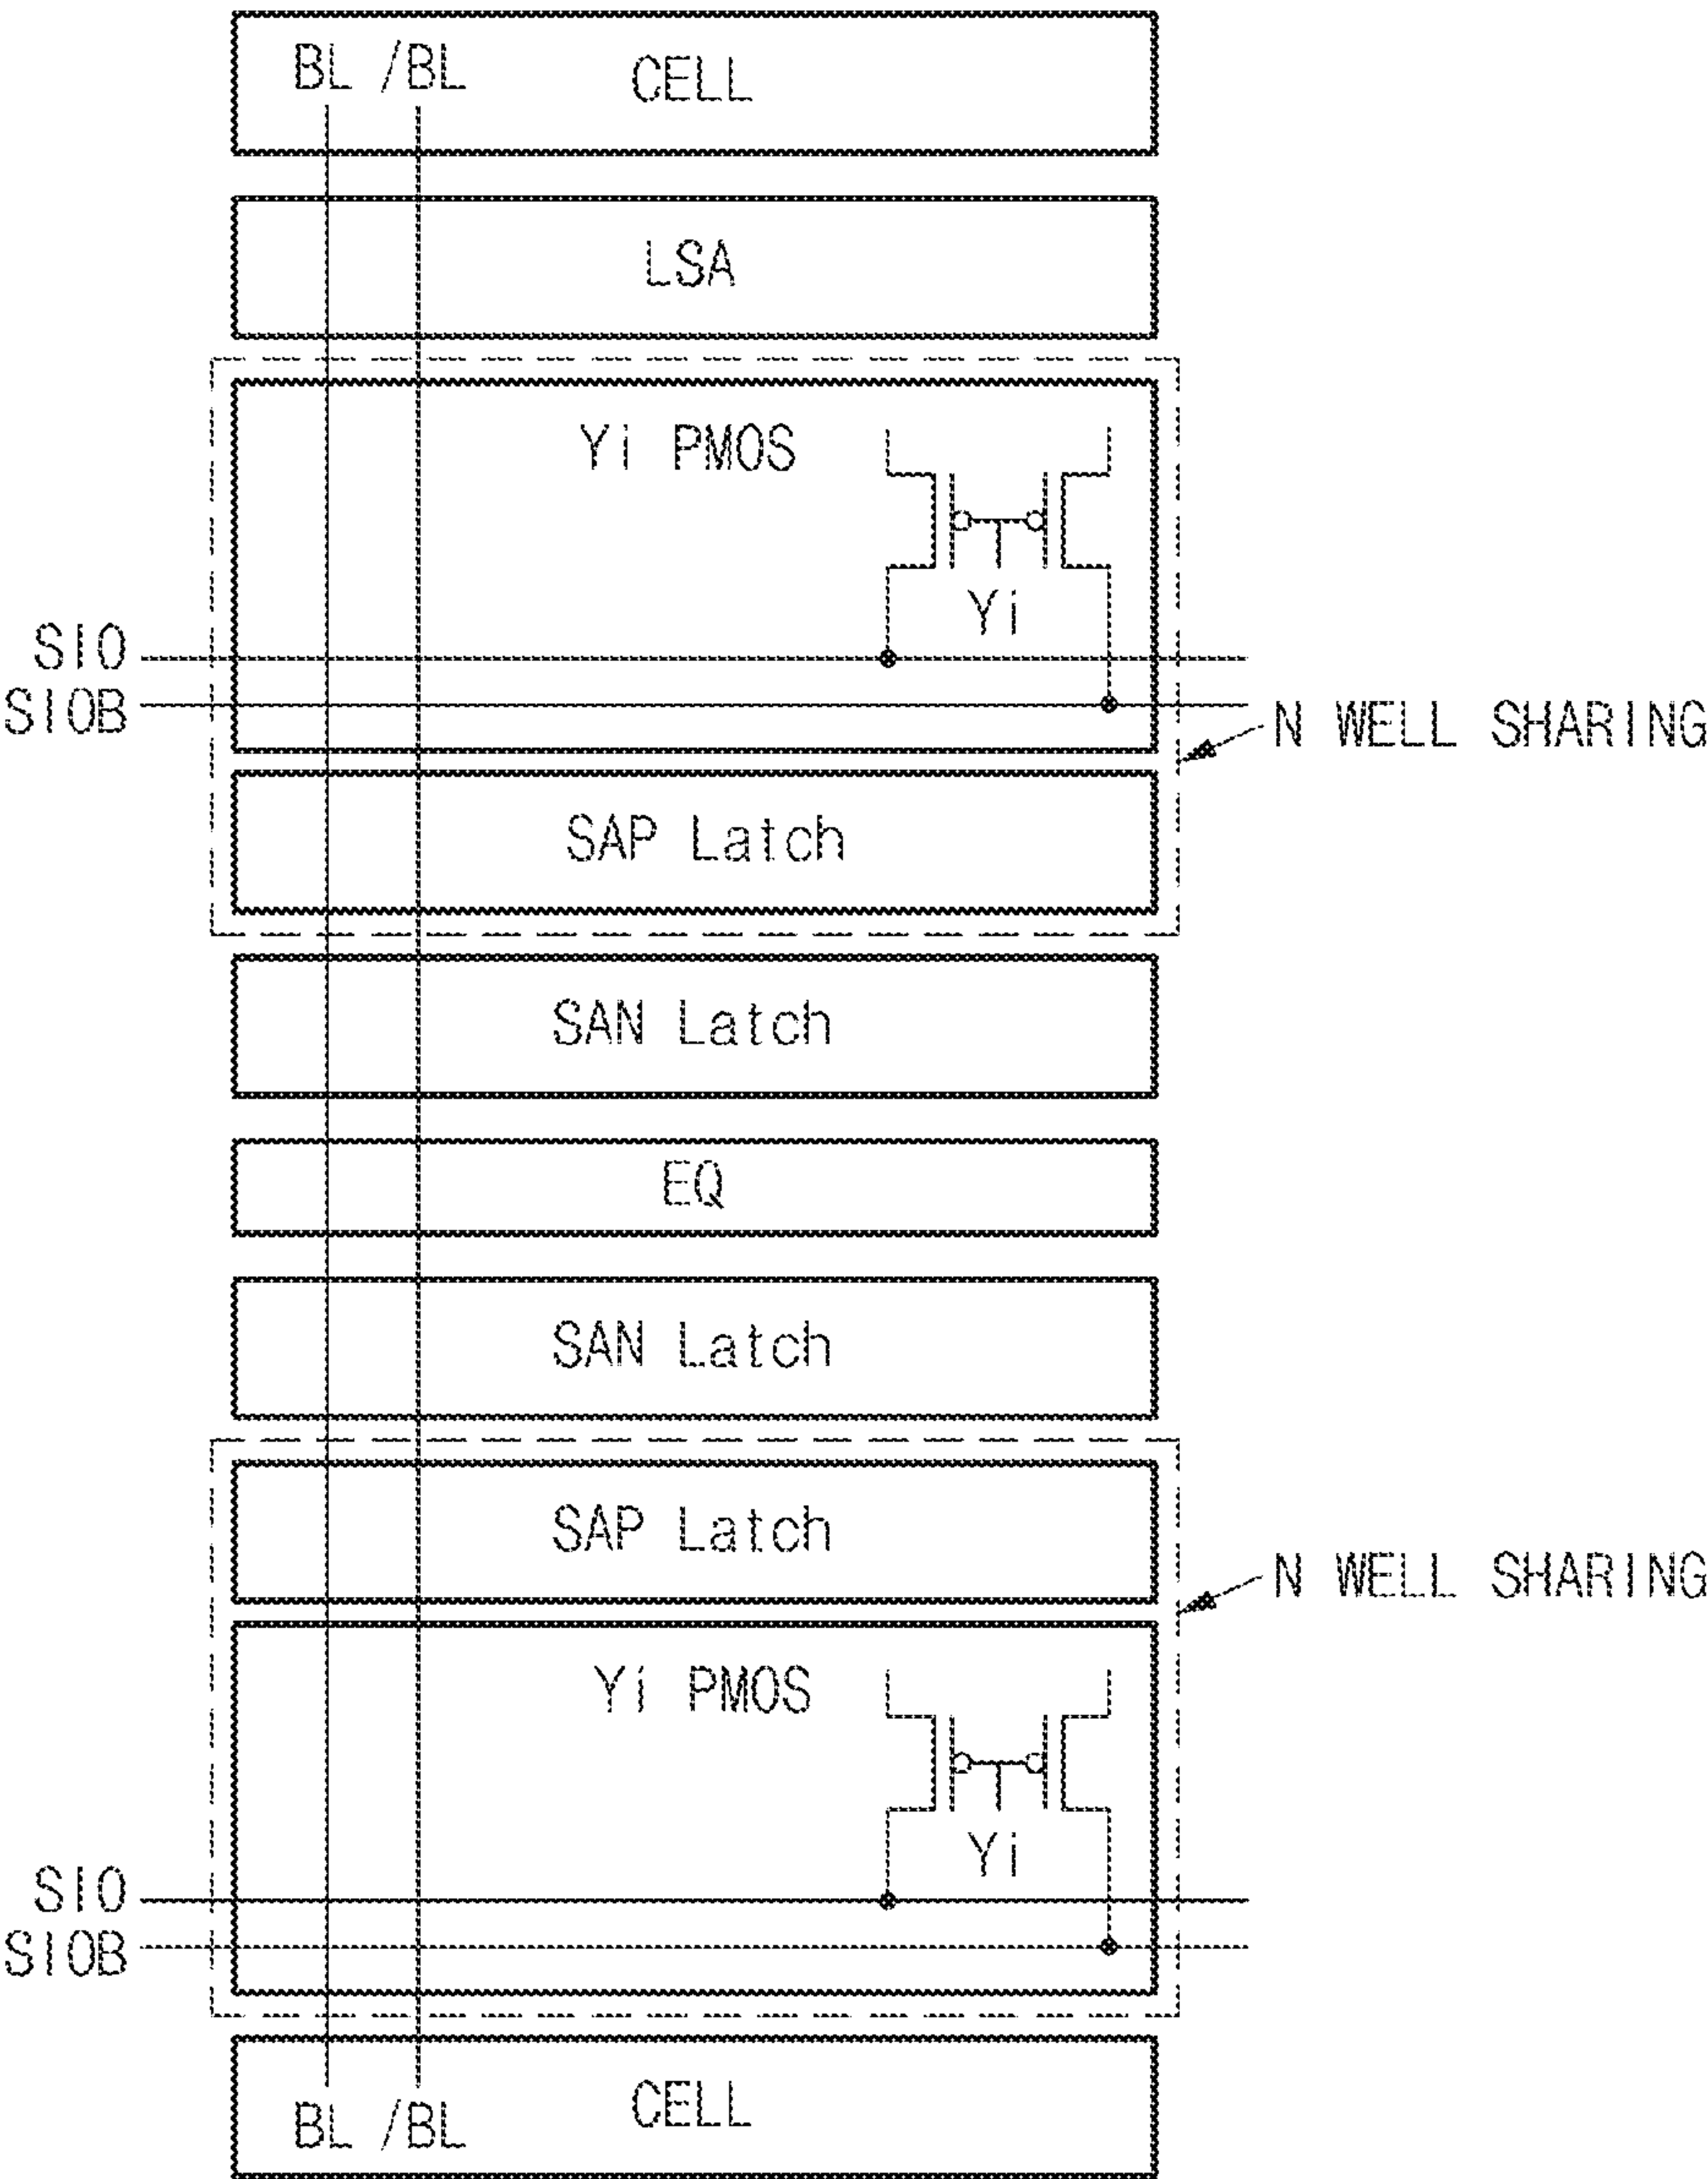 BL /BL CELL
LSA
Yi PMOS
Yi
SIO
SIOB
N WELL SHARING
SAP Latch
SAN Latch
EQ
SAN Latch
SAP Latch
N WELL SHARING
Yi PMOS
Yi
SIO
SIOB
BL /BL CELL